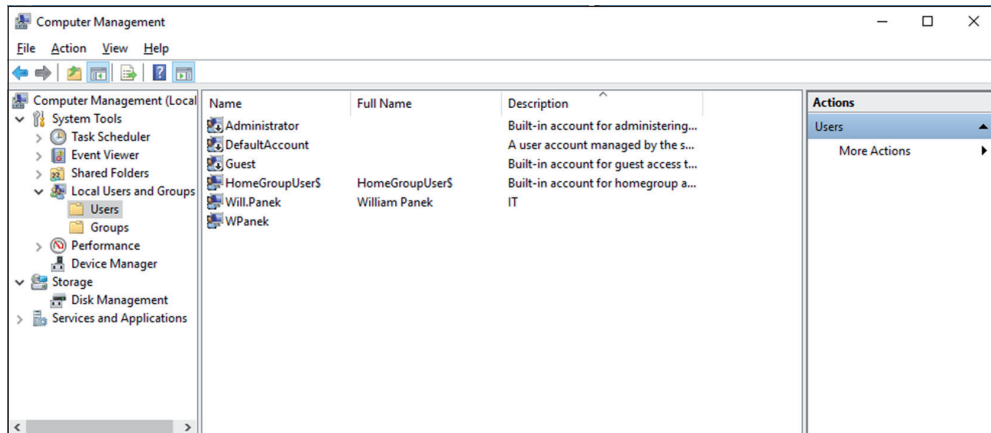 Computer Management
File Action View Help
Computer Management (Local
System Tools
Task Scheduler
Event Viewer
Shared Folders
Local Users and Groups
Users
Groups
Performance
Device Manager
Storage
Disk Management
Services and Applications
Name Full Name Description
Administrator Built-in account for administering...
DefaultAccount A user account managed by the s...
Guest Built-in account for guest access t...
HomeGroupUser$ HomeGroupUser$ Built-in account for homegroup a...
Will.Panek William Panek IT
WPanek
Actions
Users
More Actions